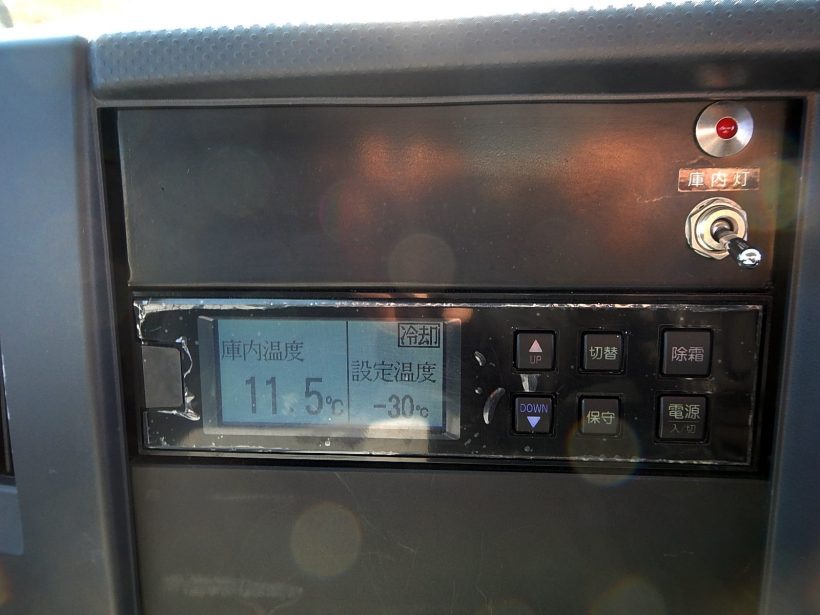 庫内灯
冷却
庫内温度
設定温度
11.5℃
-30℃
UP
切替
除霜
DOWN
保守
電源
入/切